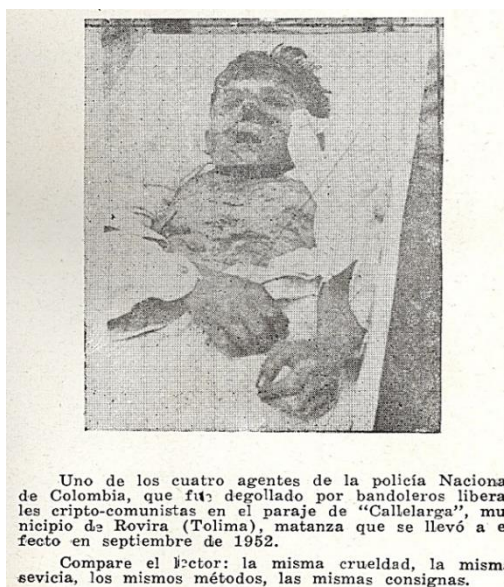 Uno de los cuatro agentes de la policía Naciona
de Colombia, que fue degollado por bandoleros libera
les cripto-comunistas en el paraje de “Callelarga”, mu
nicipio de Rovira (Tolima), matanza que se llevó a e
fecto en septiembre de 1952.
Compare el lector: la misma crueldad, la misma
sevicia, los mismos métodos, las mismas consignas.